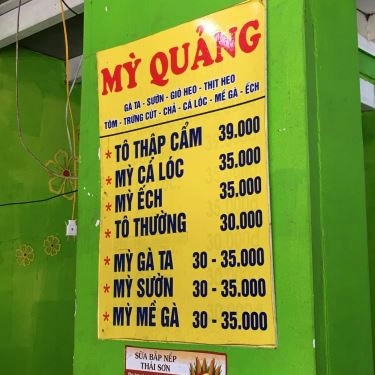 MỲ QUẢNG
GÀ TA - SƯỜN - GIÒ HEO - THỊT HEO
TÔM - TRỨNG CÚT - CHẢ - CÁ LÓC - MỀ GÀ - ẾCH
* TÔ THẬP CẨM 39.000
* MỲ CÁ LÓC 35.000
* MỲ ẾCH 35.000
* TÔ THƯỜNG 30.000
* MỲ GÀ TA 30 - 35.000
* MỲ SƯỜN 30 - 35.000
* MỲ MỀ GÀ 30 - 35.000
SỮA BẮP NẾP
THÁI SƠN